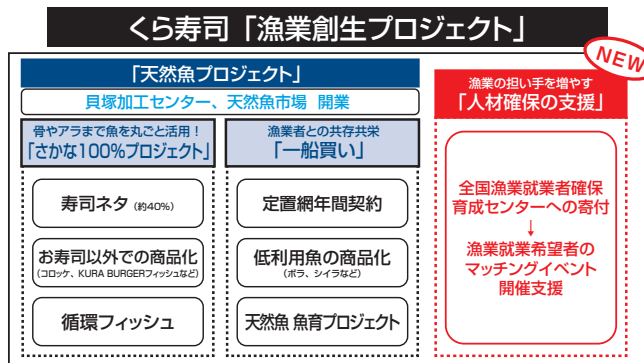 くら寿司「漁業創生プロジェクト」
NEW
「天然魚プロジェクト」
貝塚加工センター、天然魚市場 開業
骨やアラまで魚を丸ごと活用！
「さかな100%プロジェクト」
寿司ネタ (約40%)
お寿司以外での商品化
(コロッケ、KURA BURGERフィッシュなど)
循環フィッシュ
漁業者との共存共栄
「一船買い」
定置網年間契約
低利用魚の商品化
(ボラ、シイラなど)
天然魚 魚育プロジェクト
漁業の担い手を増やす
「人材確保の支援」
全国漁業就業者確保
育成センターへの寄付
↓
漁業就業希望者の
マッチングイベント
開催支援